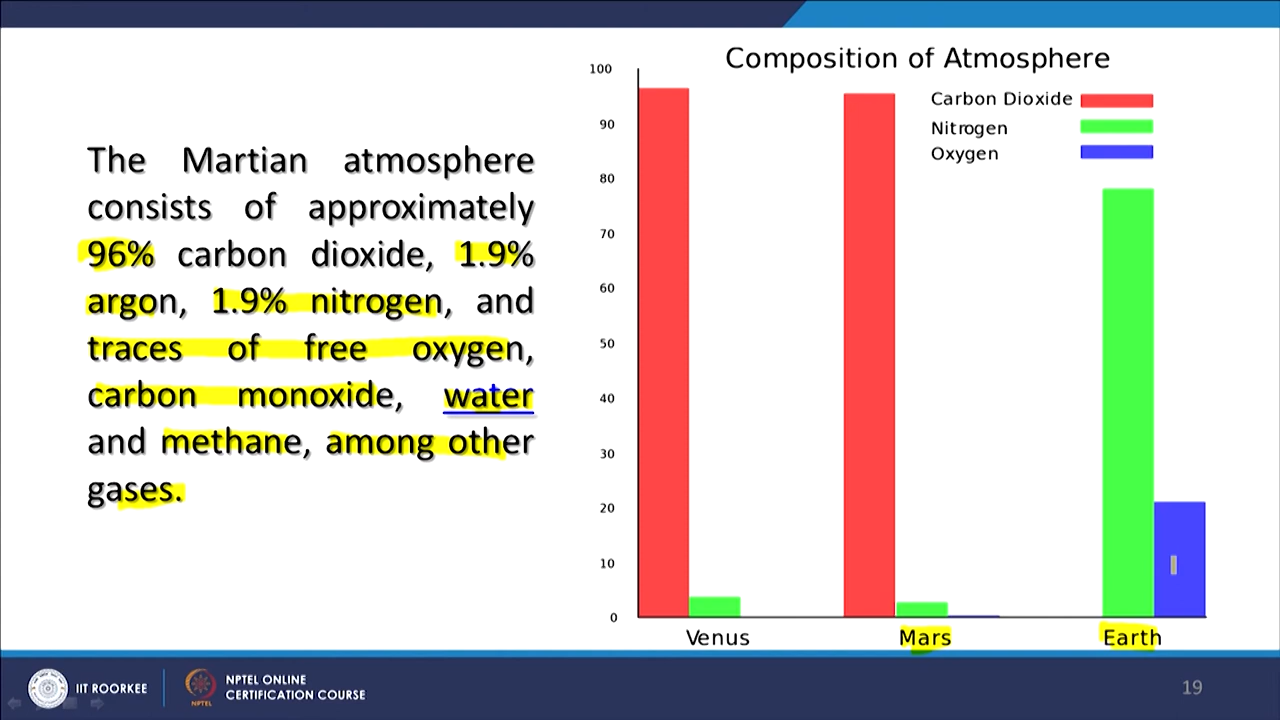 The Martian atmosphere
consists of approximately
96% carbon dioxide, 1.9%
argon, 1.9% nitrogen, and
traces of free oxygen,
carbon monoxide, water
and methane, among other
gases.
Composition of Atmosphere
Carbon Dioxide
Nitrogen
Oxygen
100
90
80
70
60
50
40
30
20
10
0
Venus
Mars
Earth
IIT ROORKEE
NPTEL
NPTEL ONLINE
CERTIFICATION COURSE
19